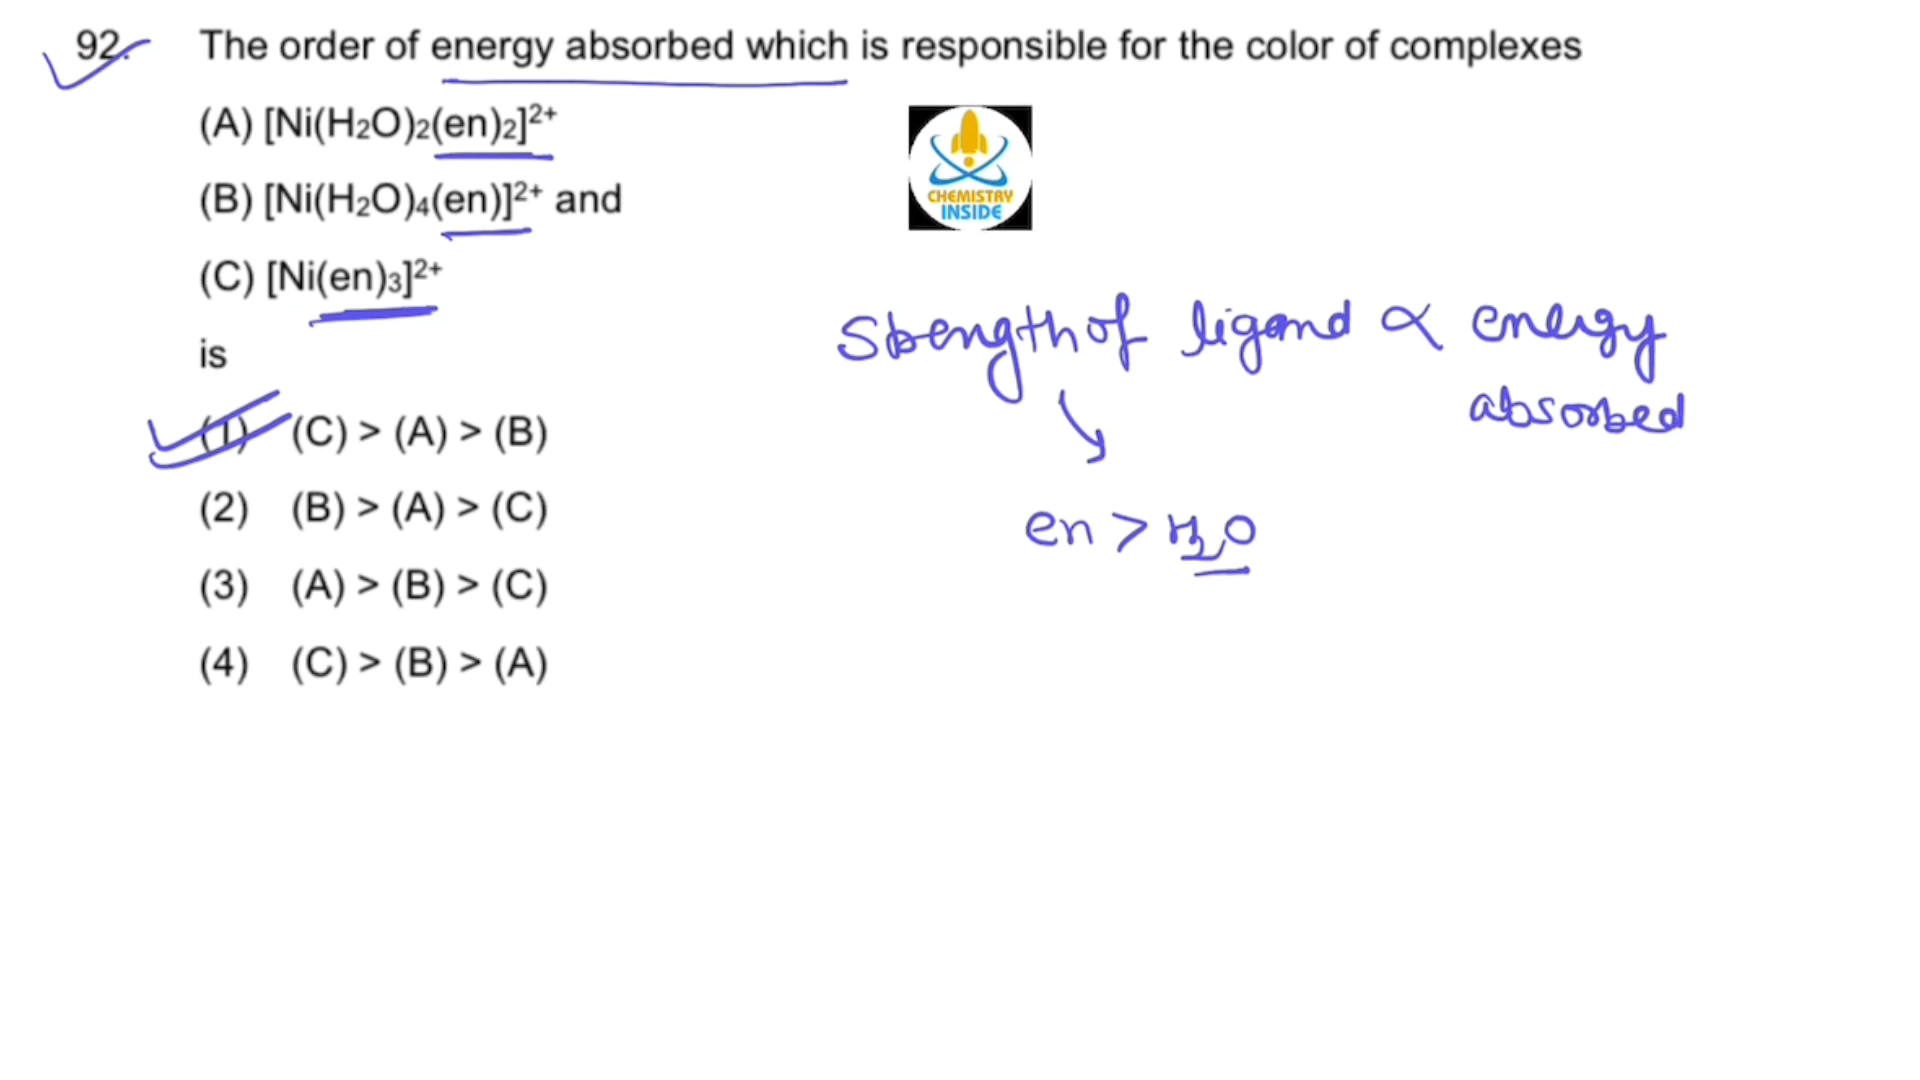 92. The order of energy absorbed which is responsible for the color of complexes
(A) [Ni(H₂O)₂(en)₂]²⁺
(B) [Ni(H₂O)₄(en)]²⁺ and
(C) [Ni(en)₃]²⁺
is
(1) (C) > (A) > (B)
(2) (B) > (A) > (C)
(3) (A) > (B) > (C)
(4) (C) > (B) > (A)
CHEMISTRY
INSIDE
Strength of ligand ∝ energy
absorbed
en > H₂O